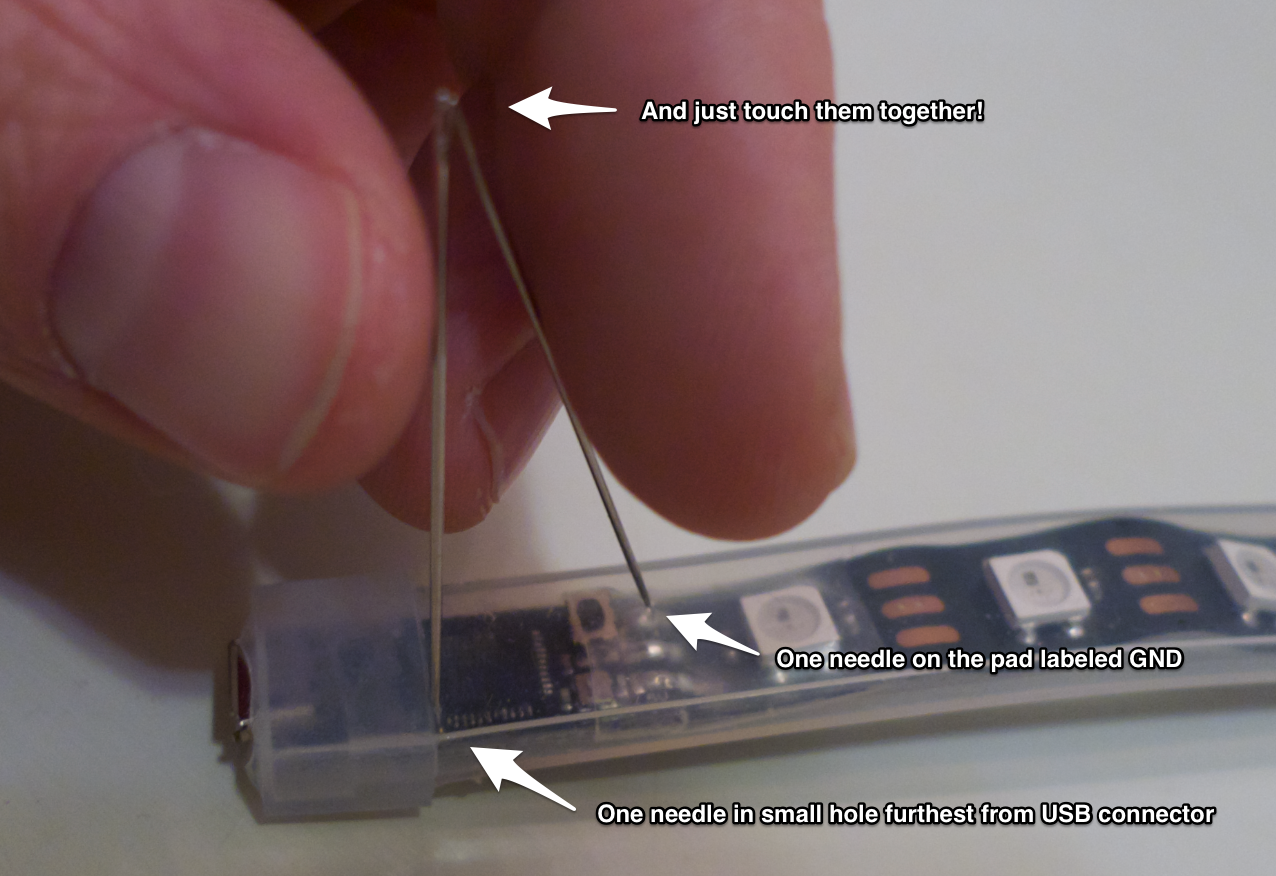 And just touch them together!
One needle on the pad labeled GND
One needle in small hole furthest from USB connector